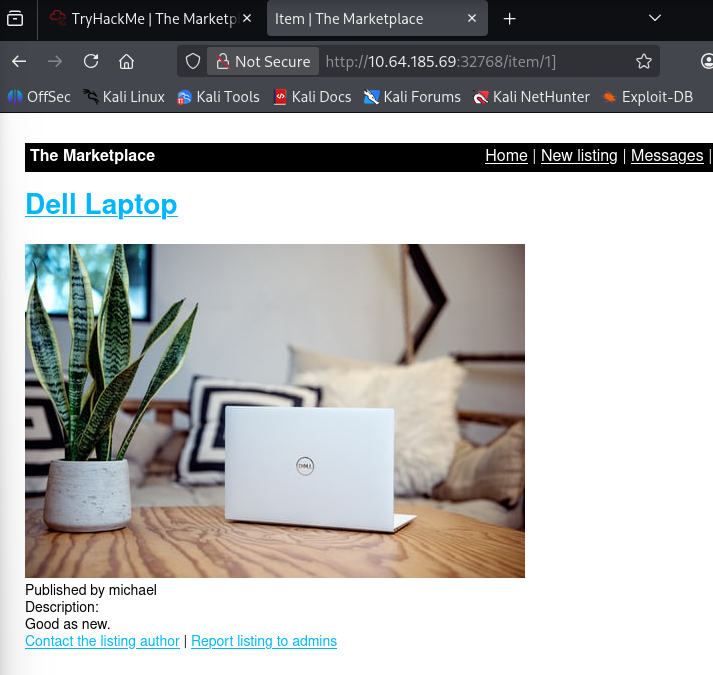 TryHackMe | The Marketp
Item | The Marketplace
Not Secure
http://10.64.185.69:32768/item/1]
OffSec
Kali Linux
Kali Tools
Kali Docs
Kali Forums
Kali NetHunter
Exploit-DB
The Marketplace
Home | New listing | Messages |
Dell Laptop
DELL
Published by michael
Description:
Good as new.
Contact the listing author | Report listing to admins